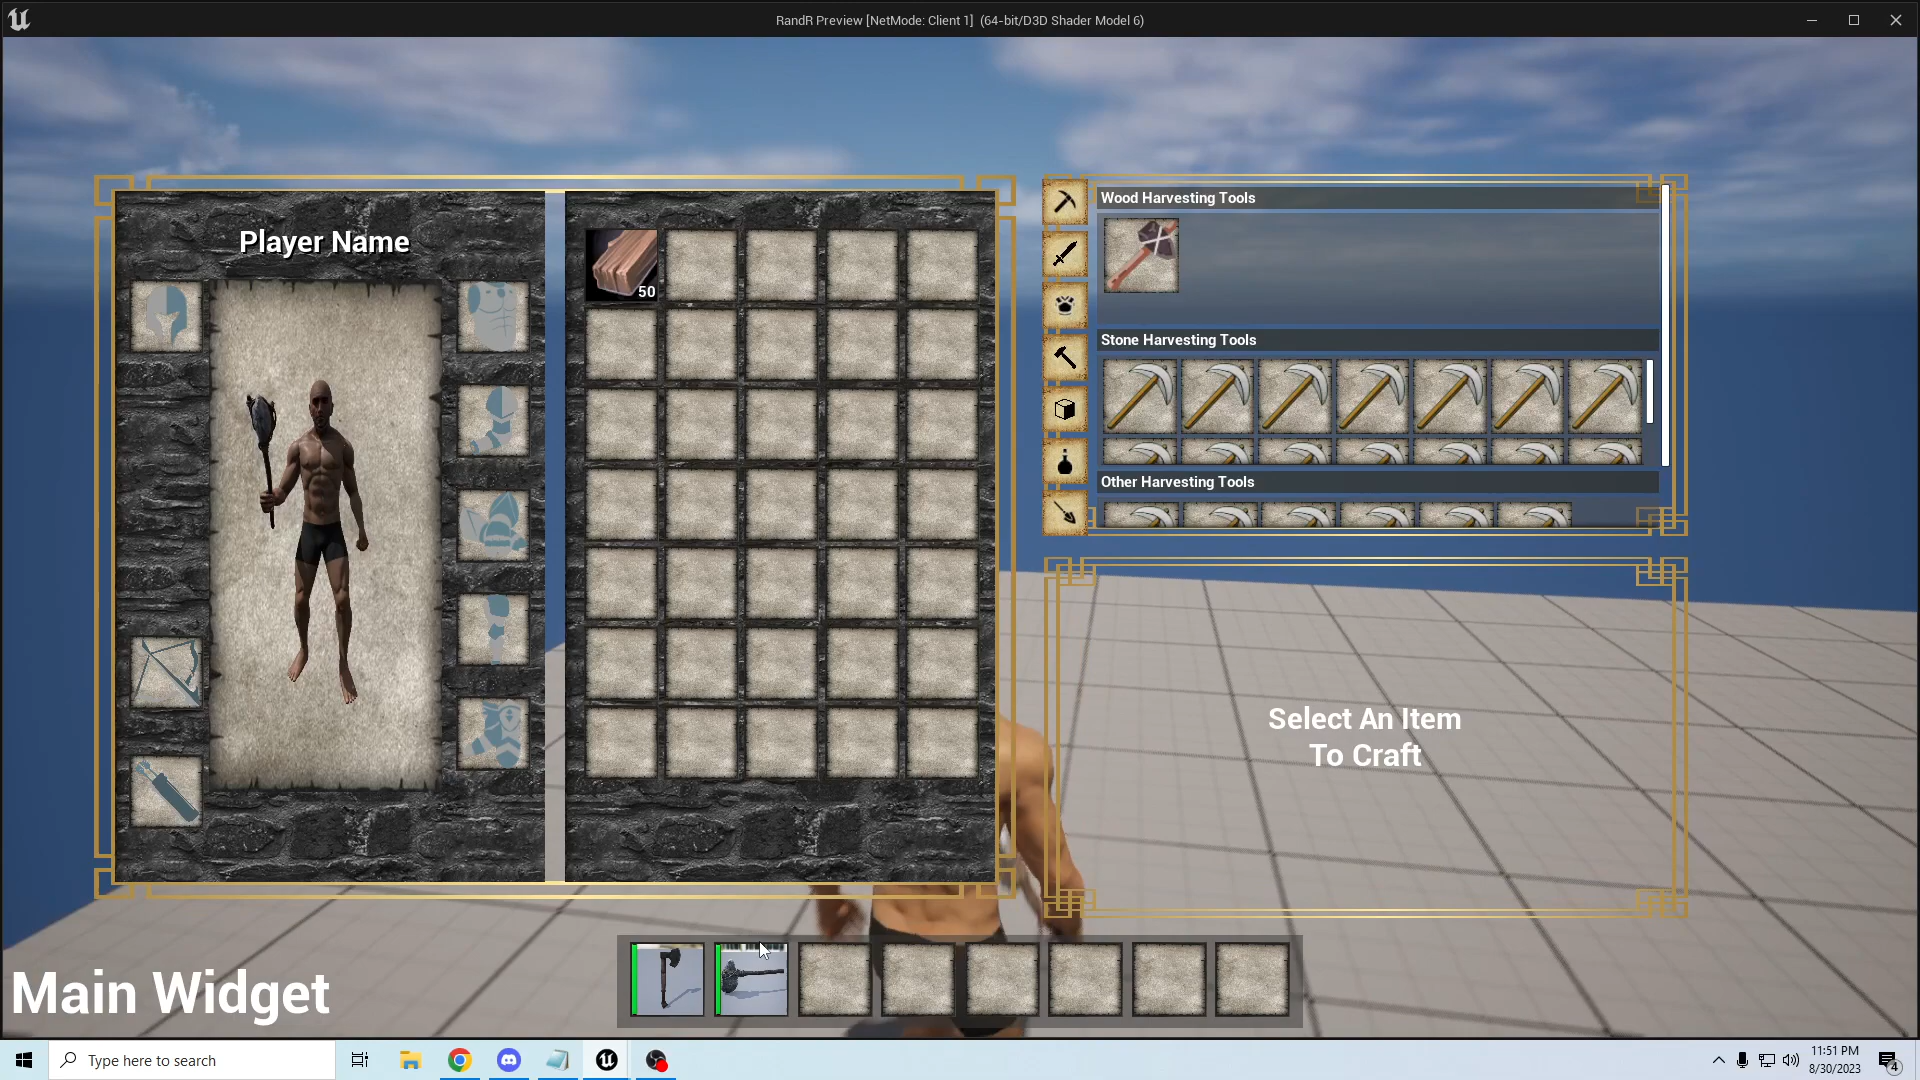 RandR Preview [NetMode: Client 1] (64-bit/D3D Shader Model 6)
Player Name
50
Wood Harvesting Tools
Stone Harvesting Tools
Other Harvesting Tools
Select An Item
To Craft
Main Widget
Type here to search
11:51 PM
8/30/2023
4